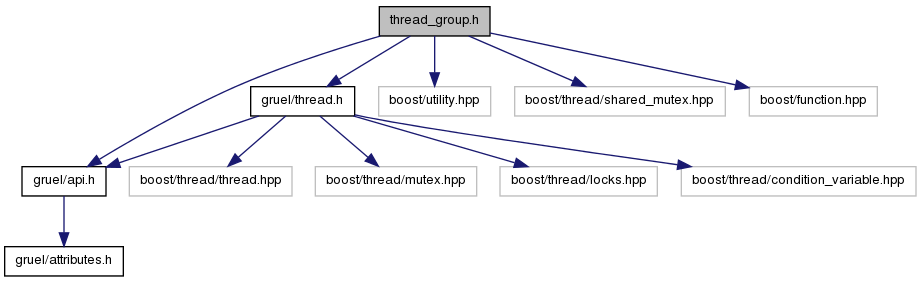 thread_group.h
gruel/thread.h
boost/utility.hpp
boost/thread/shared_mutex.hpp
boost/function.hpp
gruel/api.h
boost/thread/thread.hpp
boost/thread/mutex.hpp
boost/thread/locks.hpp
boost/thread/condition_variable.hpp
gruel/attributes.h